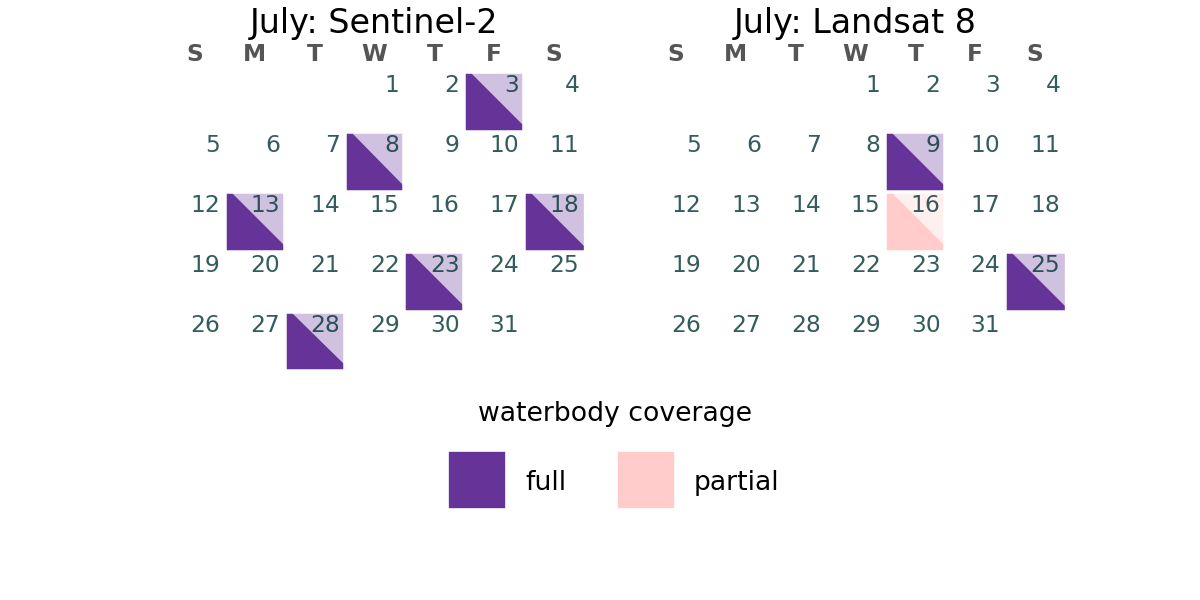 July: Sentinel-2
S M T W T F S
1 2 3 4
5 6 7 8 9 10 11
12 13 14 15 16 17 18
19 20 21 22 23 24 25
26 27 28 29 30 31
July: Landsat 8
S M T W T F S
1 2 3 4
5 6 7 8 9 10 11
12 13 14 15 16 17 18
19 20 21 22 23 24 25
26 27 28 29 30 31
waterbody coverage
full
partial